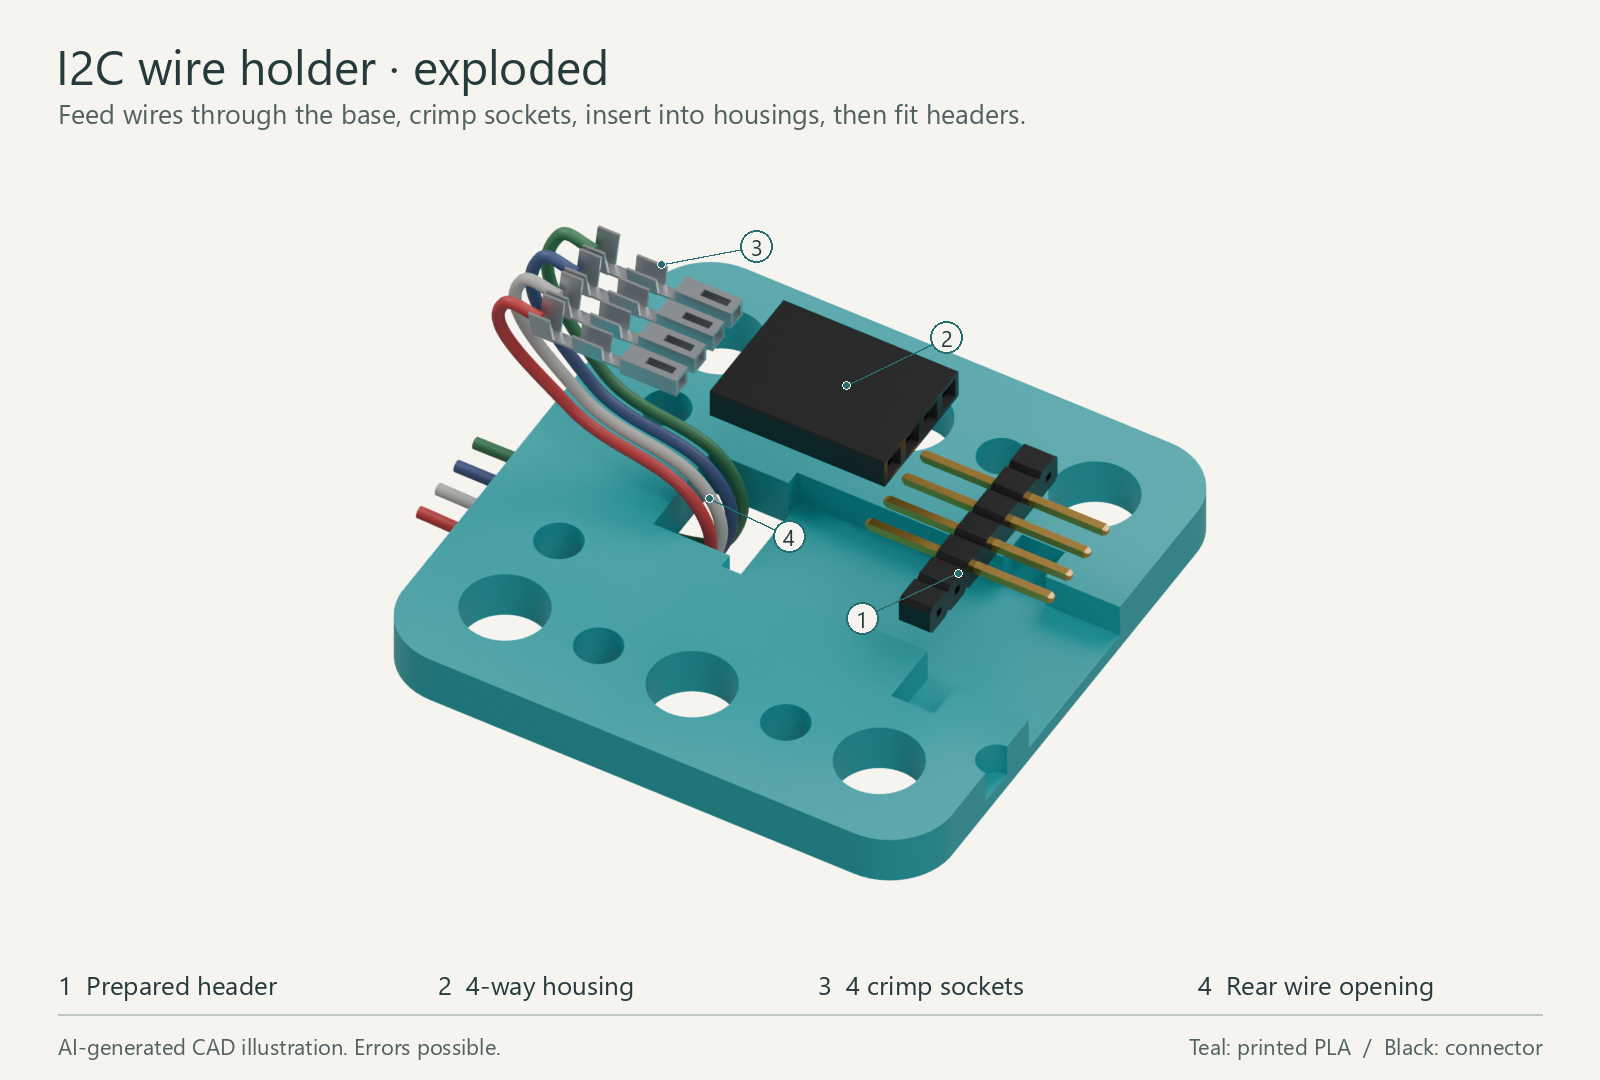 I2C wire holder · exploded
Feed wires through the base, crimp sockets, insert into housings, then fit headers.
3
2
4
1
1 Prepared header
2 4-way housing
3 4 crimp sockets
4 Rear wire opening
AI-generated CAD illustration. Errors possible.
Teal: printed PLA / Black: connector